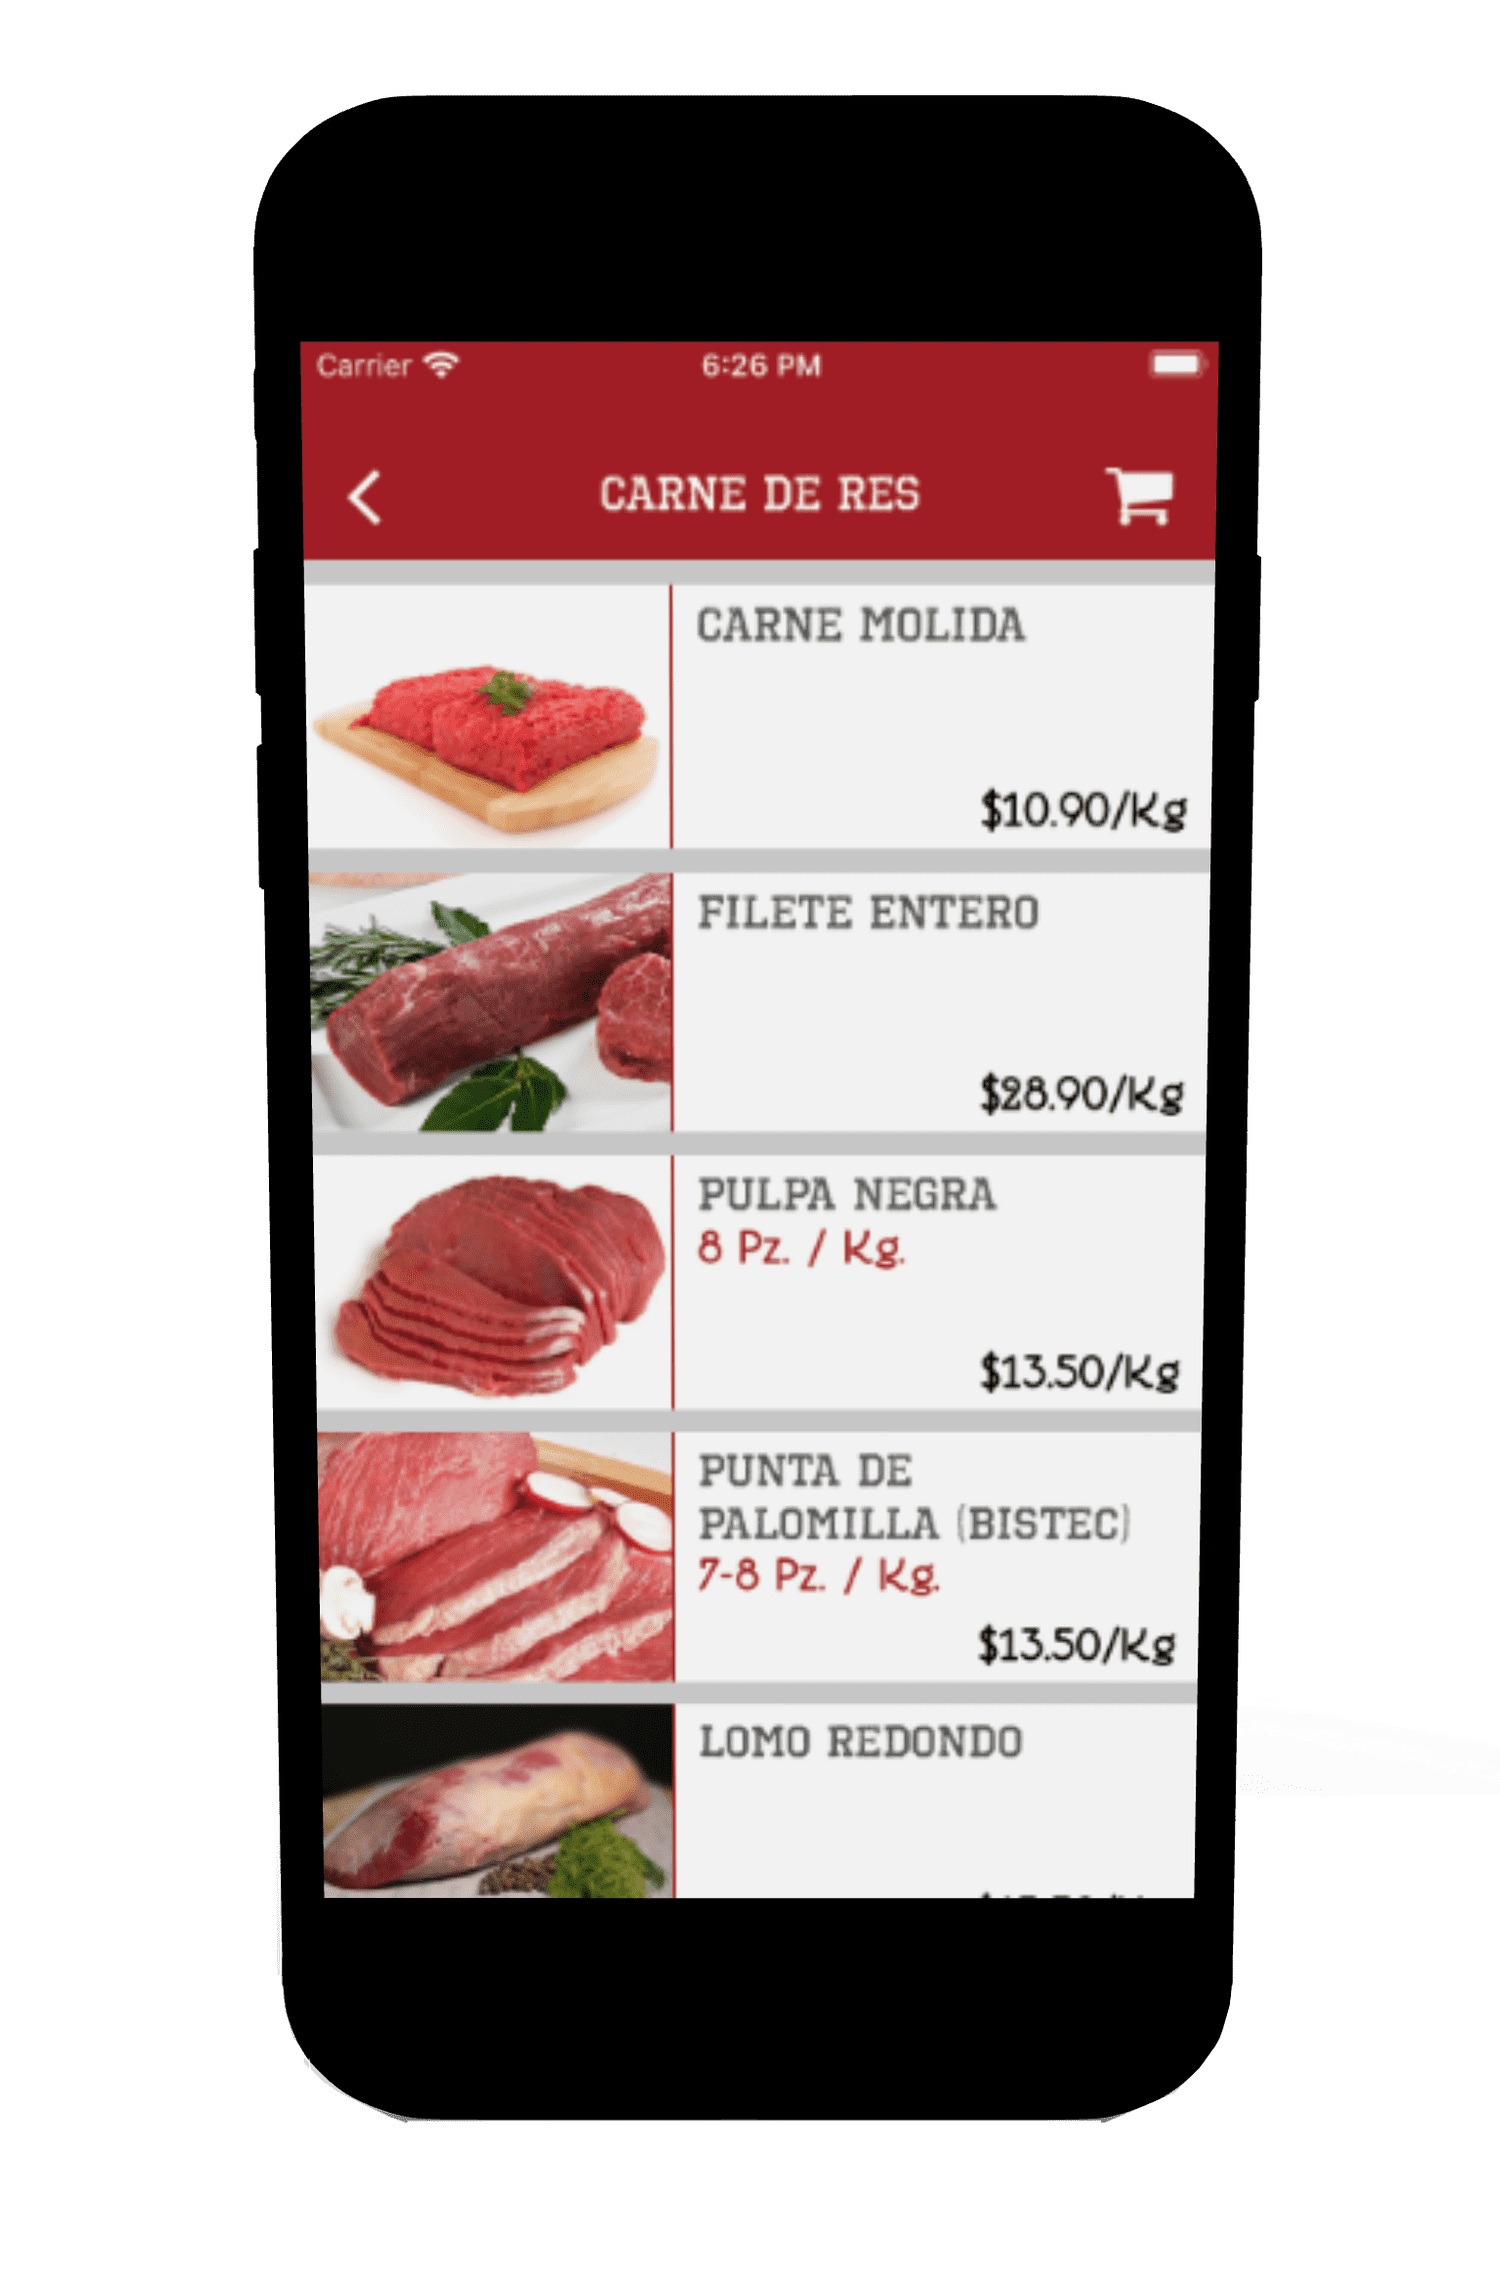 Carrier
6:26 PM
CARNE DE RES
CARNE MOLIDA
$10.90/Kg
FILETE ENTERO
$28.90/Kg
PULPA NEGRA
8 Pz. / Kg.
$13.50/Kg
PUNTA DE
PALOMILLA (BISTEC)
7-8 Pz. / Kg.
$13.50/Kg
LOMO REDONDO